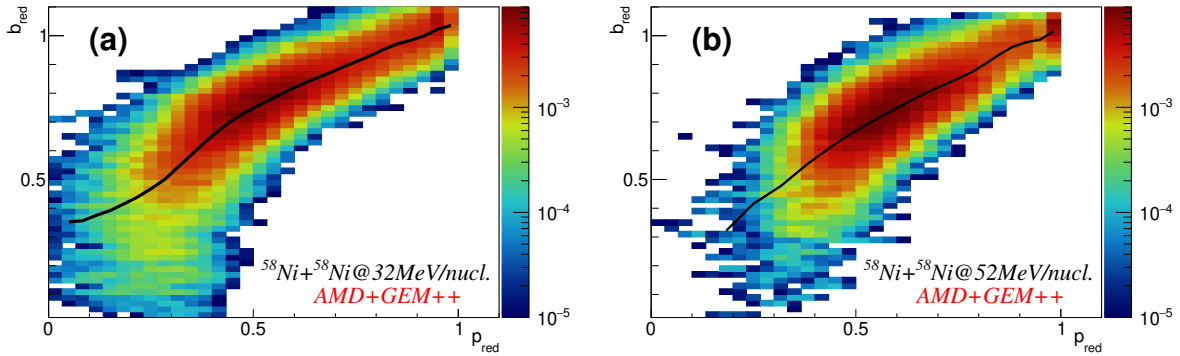 b_red
1
0.5
(a)
⁵⁸Ni+⁵⁸Ni@32MeV/nucl.
AMD+GEM++
0 0.5 1
p_red
10⁻³
10⁻⁴
10⁻⁵
b_red
1
0.5
(b)
⁵⁸Ni+⁵⁸Ni@52MeV/nucl.
AMD+GEM++
0 0.5 1
p_red
10⁻³
10⁻⁴
10⁻⁵